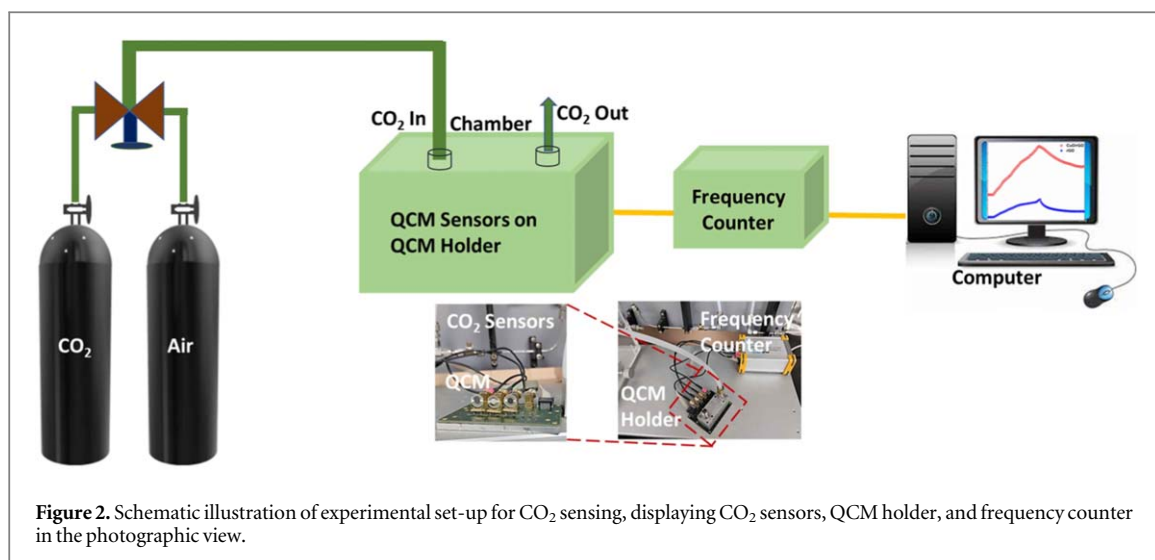 CO₂ In
Chamber
CO₂ Out
QCM Sensors on
QCM Holder
Frequency
Counter
Computer
CO₂
Air
CO₂ Sensors
QCM
Frequency
Counter
QCM
Holder
Figure 2. Schematic illustration of experimental set-up for CO₂ sensing, displaying CO₂ sensors, QCM holder, and frequency counter
in the photographic view.